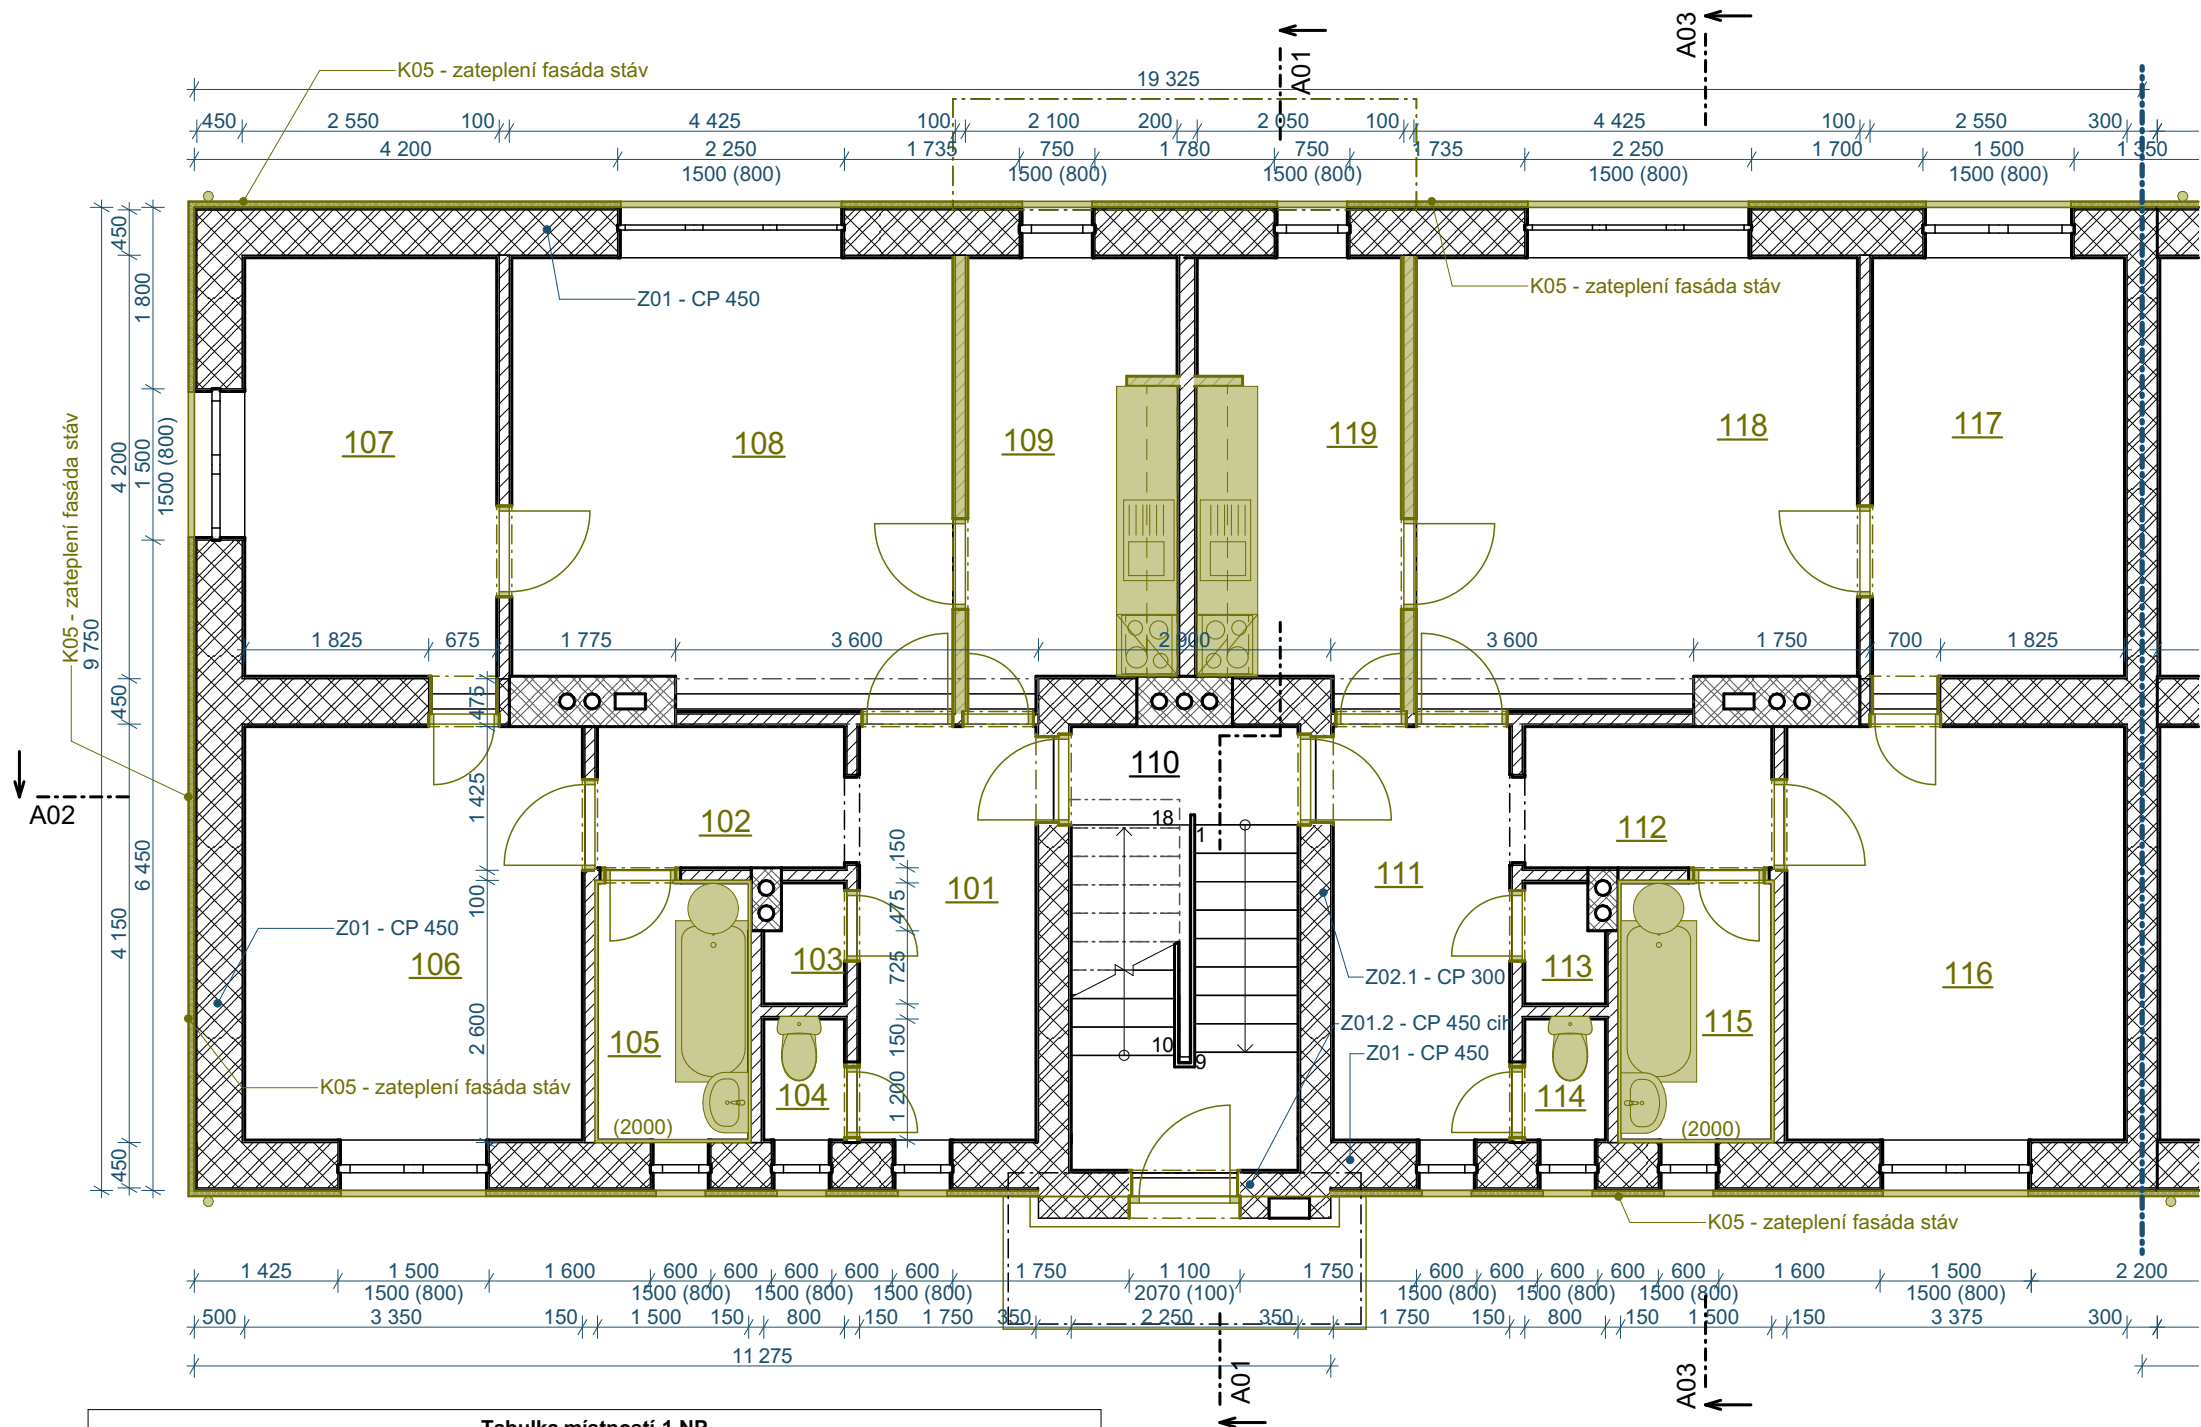 A03
A01
K05 - zateplení fasáda stáv
19 325
450 2 550 100 4 425 100 2 100 200 2 050 100 4 425 100 2 550 300
4 200 2 250 1 735 750 1 780 750 1 735 2 250 1 700 1 500 1 350
1500 (800) 1500 (800) 1500 (800) 1500 (800) 1500 (800)
450
1 800
Z01 - CP 450
K05 - zateplení fasáda stáv
107 108 109 119 118 117
4 200
1 500
1500 (800)
K05 - zateplení fasáda stáv
9 750
1 825 675 1 775 3 600 2 900 3 600 1 750 700 1 825
450
475
110
A02
1 425
102
18
1
112
150
6 450
100
101
111
475
Z01 - CP 450
4 150
106
103
725
Z02.1 - CP 300
113
116
2 600
105
150
10
9
Z01.2 - CP 450 cih
115
Z01 - CP 450
K05 - zateplení fasáda stáv
104
1 200
114
(2000)
(2000)
450
K05 - zateplení fasáda stáv
1 425 1 500 1 600 600 600 600 600 600 1 750 1 100 1 750 600 600 600 600 600 1 600 1 500 2 200
1500 (800) 1500 (800) 1500 (800) 1500 (800) 2070 (100) 1500 (800) 1500 (800) 1500 (800) 1500 (800)
500 3 350 150 1 500 150 800 150 1 750 350 2 250 350 1 750 150 800 150 1 500 150 3 375 300
11 275
A01
A03
Tabulka místností 1.NP